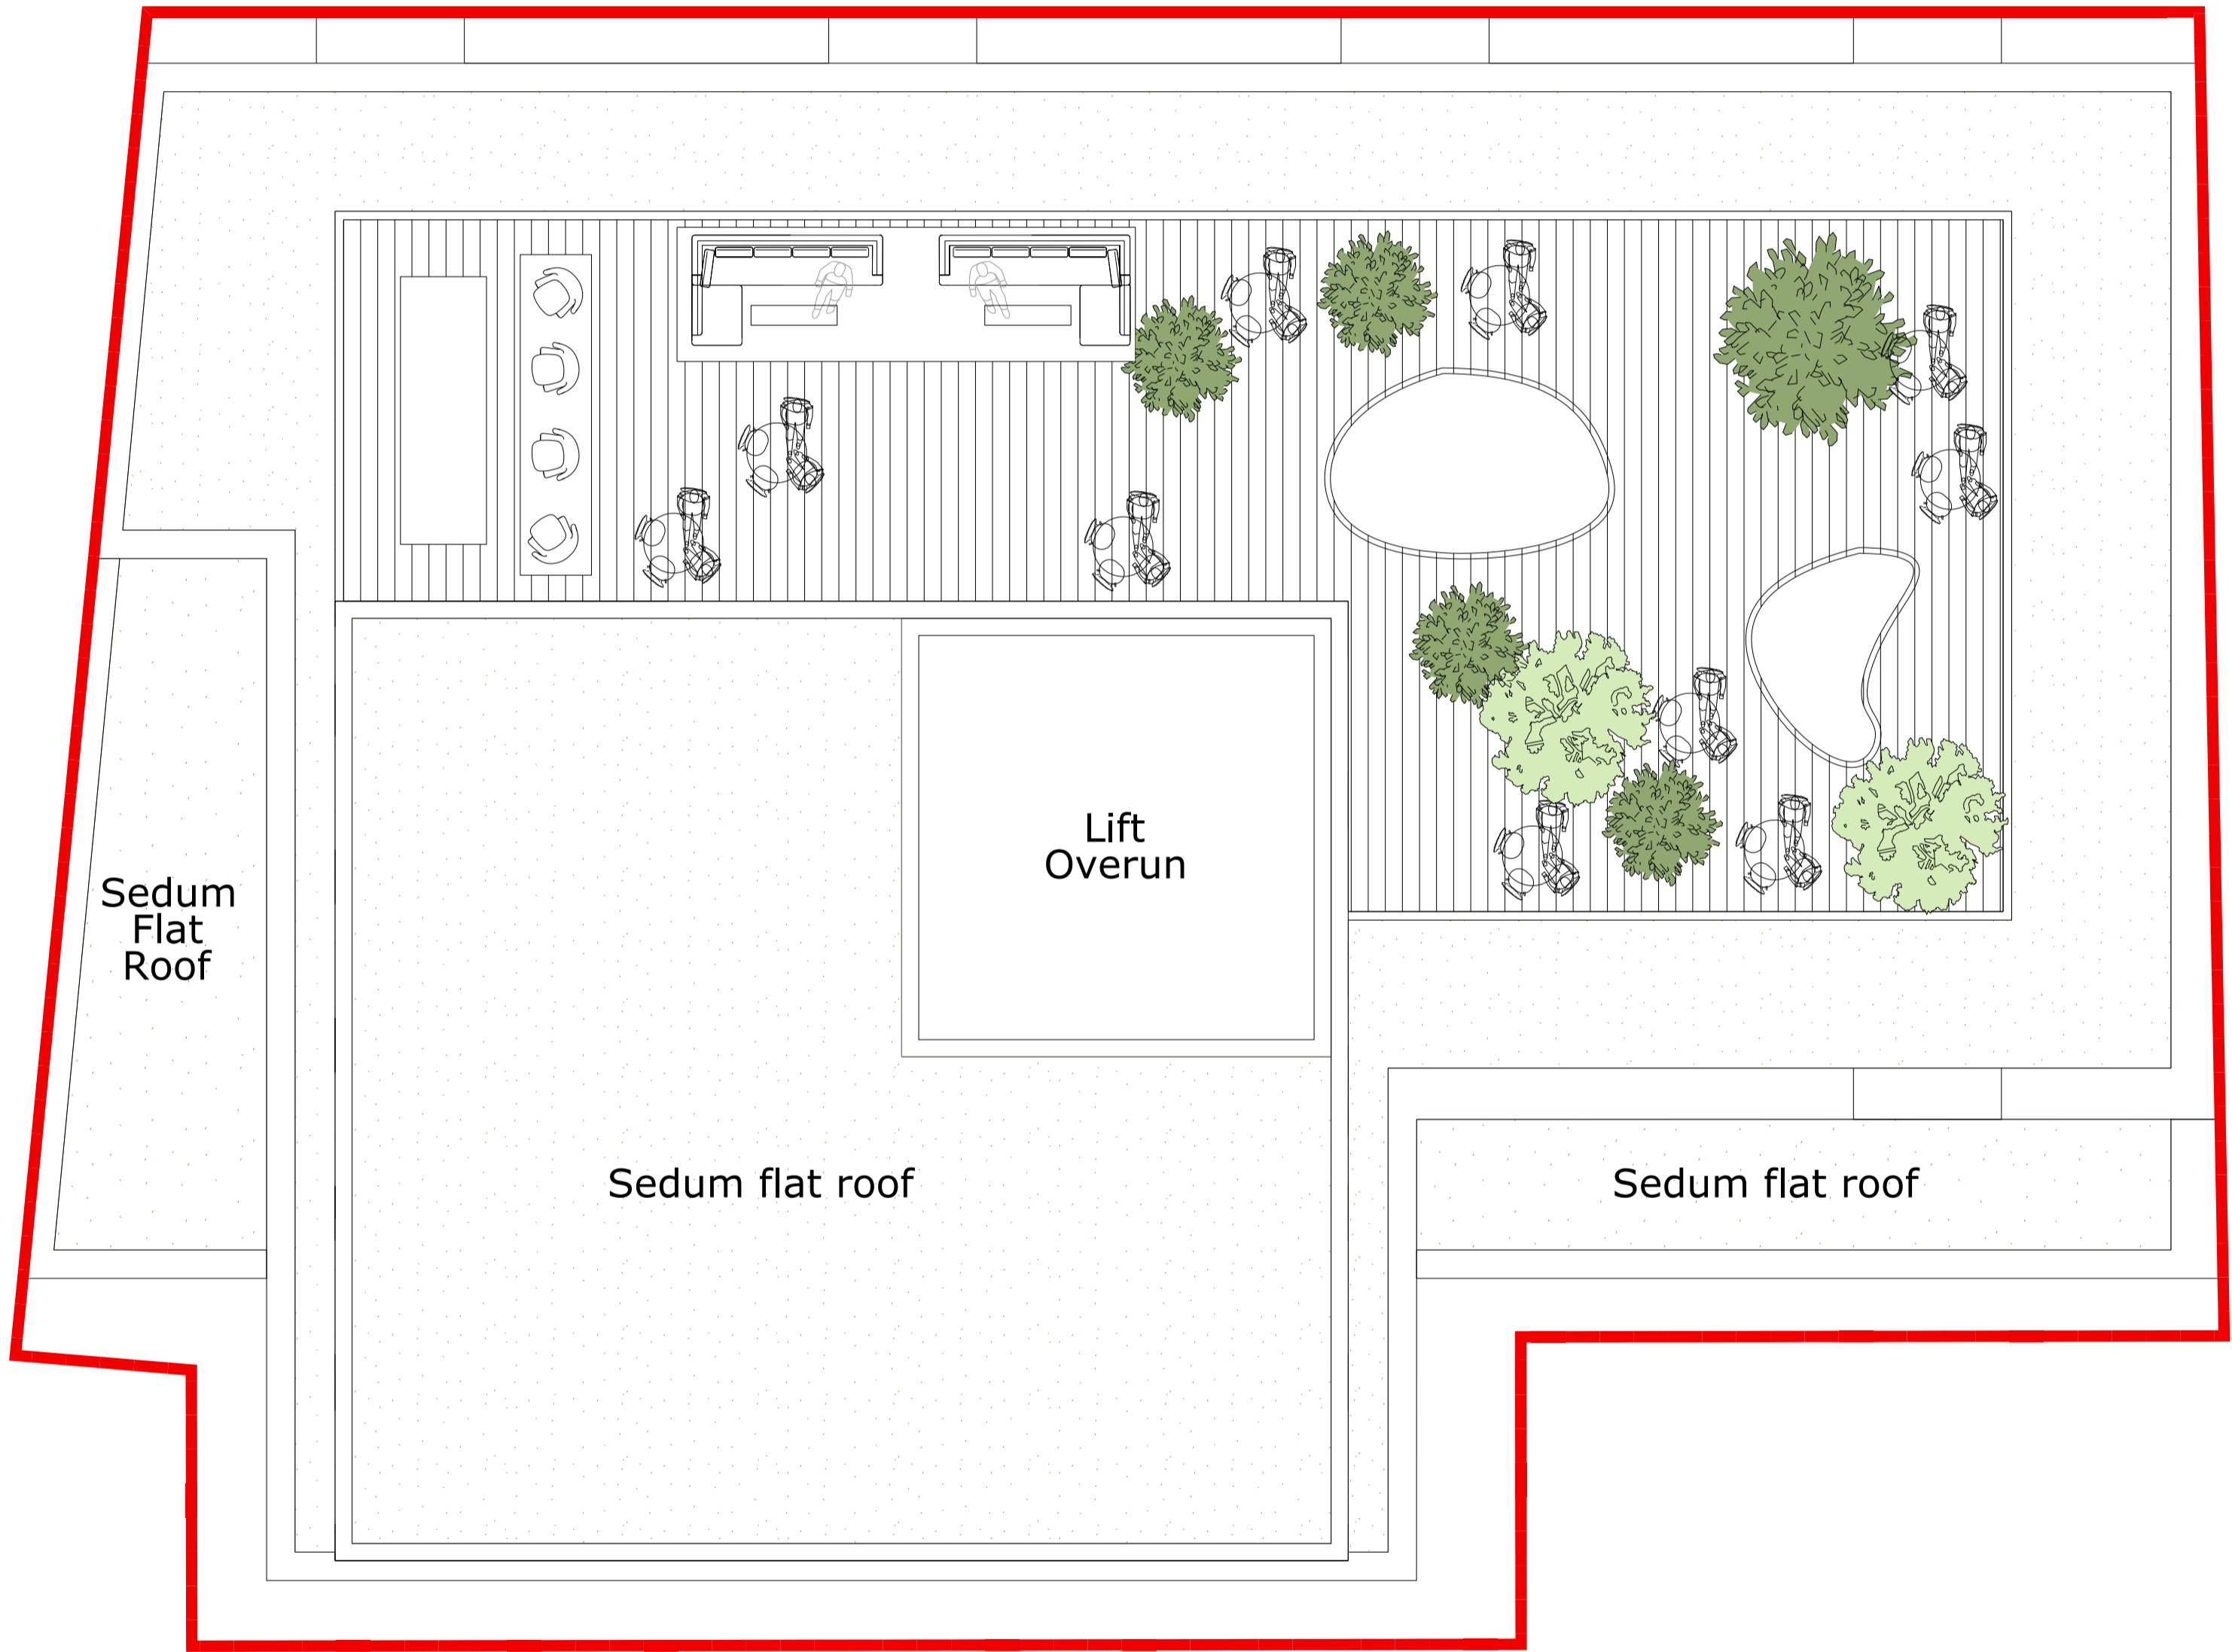 Lift
Overun
Sedum
Flat
Roof
Sedum flat roof
Sedum flat roof